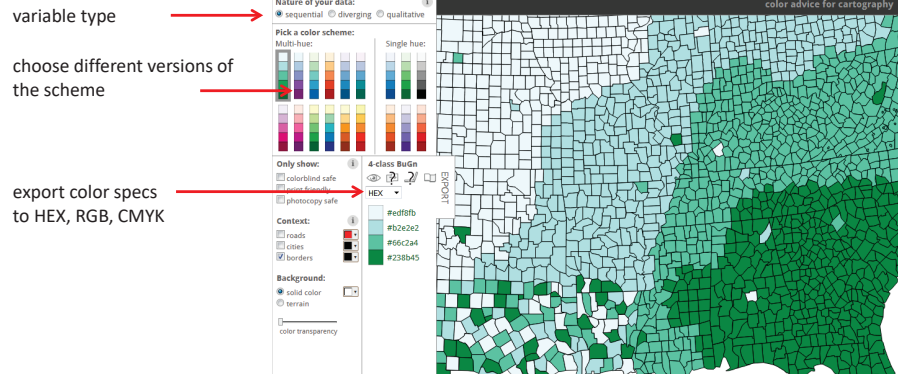 variable type
choose different versions of
the scheme
export color specs
to HEX, RGB, CMYK
Nature of your data:
i
sequential diverging qualitative
Pick a color scheme:
Multi-hue: Single hue:
Only show:
i
colorblind safe
print friendly
photocopy safe
Context:
i
roads
cities
borders
Background:
solid color
terrain
color transparency
4-class BuGn
? ?
HEX
EXPORT
#edf8fb
#b2e2e2
#66c2a4
#238b45
color advice for cartography